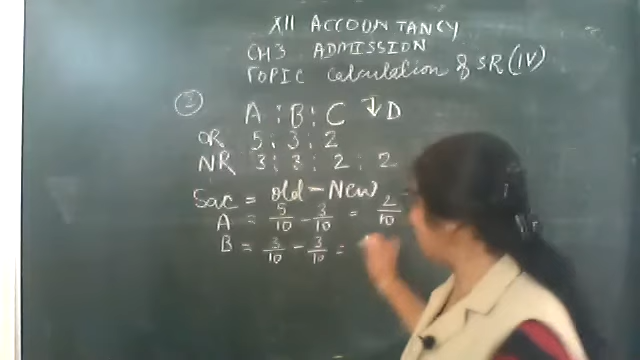 XII ACCOUNTANCY
CH3 ADMISSION
TOPIC Calculation of SR (IV)
② A : B : C ↓ D
OR 5 : 3 : 2
NR 3 : 3 : 2 : 2
Sac = old - New
A = 5/10 - 3/10 = 2/10
B = 3/10 - 3/10 =